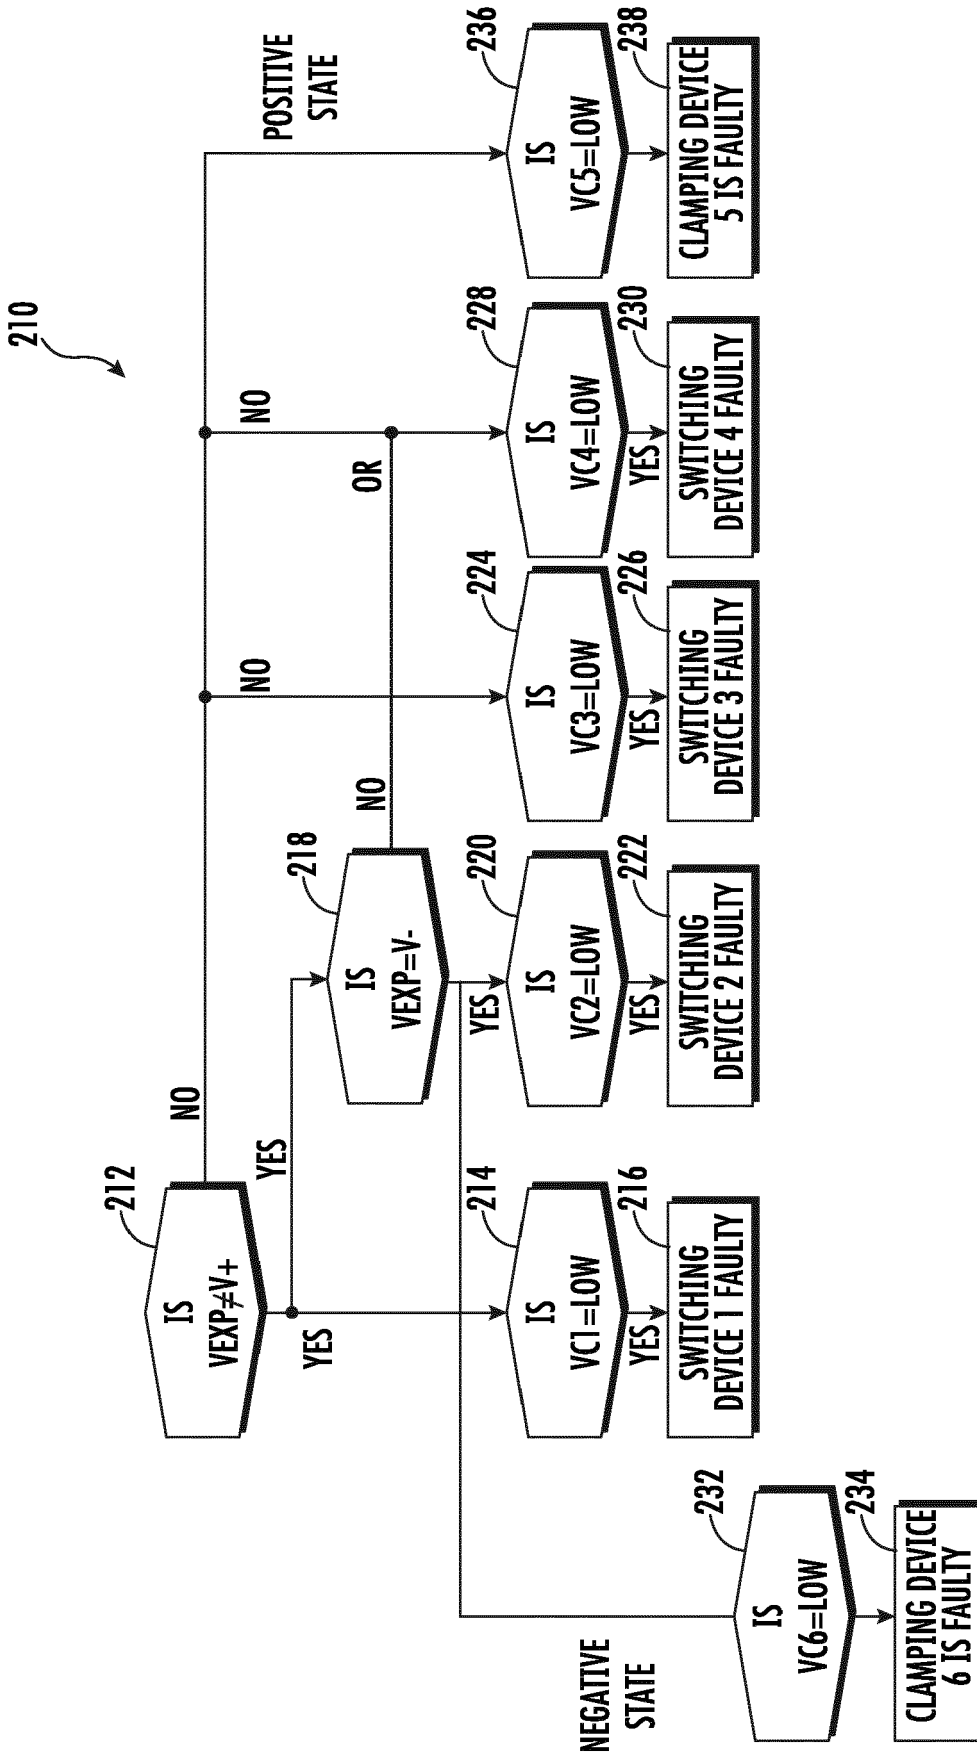 210
212
IS
VEXP≠V+
NO
YES
YES
218
IS
VEXP=V-
NO
OR
NO
NO
POSITIVE
STATE
YES
NEGATIVE
STATE
232
IS
VC6=LOW
234
CLAMPING DEVICE
6 IS FAULTY
214
IS
VC1=LOW
YES
216
SWITCHING
DEVICE 1 FAULTY
220
IS
VC2=LOW
YES
222
SWITCHING
DEVICE 2 FAULTY
224
IS
VC3=LOW
YES
226
SWITCHING
DEVICE 3 FAULTY
228
IS
VC4=LOW
YES
230
SWITCHING
DEVICE 4 FAULTY
236
IS
VC5=LOW
238
CLAMPING DEVICE
5 IS FAULTY